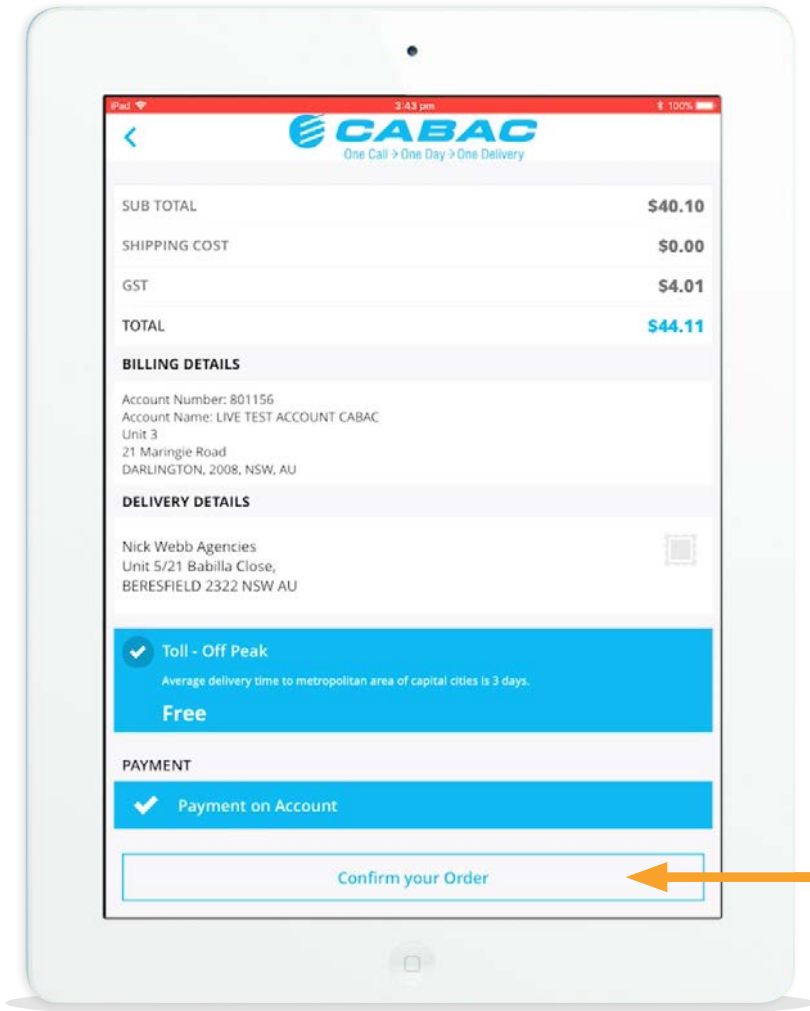 iPad 3:43 pm 100%
CABAC
One Call > One Day > One Delivery
SUB TOTAL $40.10
SHIPPING COST $0.00
GST $4.01
TOTAL $44.11
BILLING DETAILS
Account Number: 801156
Account Name: LIVE TEST ACCOUNT CABAC
Unit 3
21 Maringie Road
DARLINGTON, 2008, NSW, AU
DELIVERY DETAILS
Nick Webb Agencies
Unit 5/21 Babilla Close,
BERESFIELD 2322 NSW AU
Toll - Off Peak
Average delivery time to metropolitan area of capital cities is 3 days.
Free
PAYMENT
Payment on Account
Confirm your Order